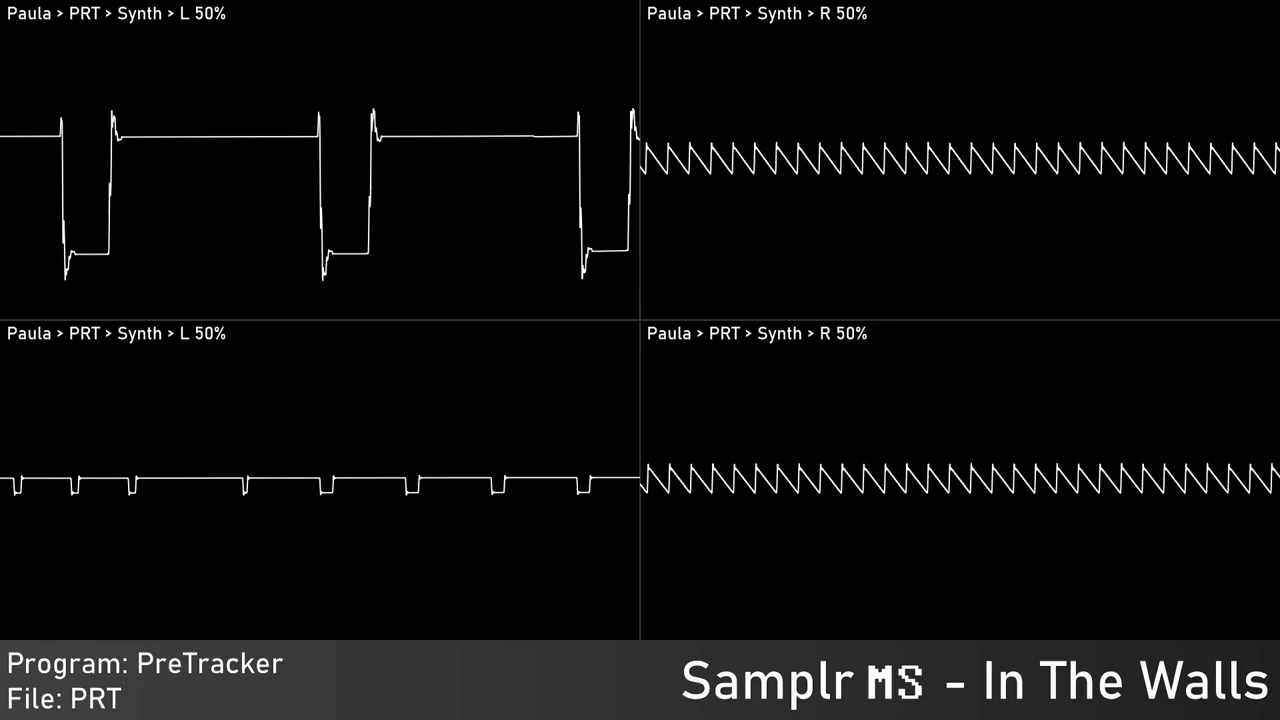 Paula > PRT > Synth > L 50%
Paula > PRT > Synth > R 50%
Paula > PRT > Synth > L 50%
Paula > PRT > Synth > R 50%
Program: PreTracker
File: PRT
Samplr MS - In The Walls